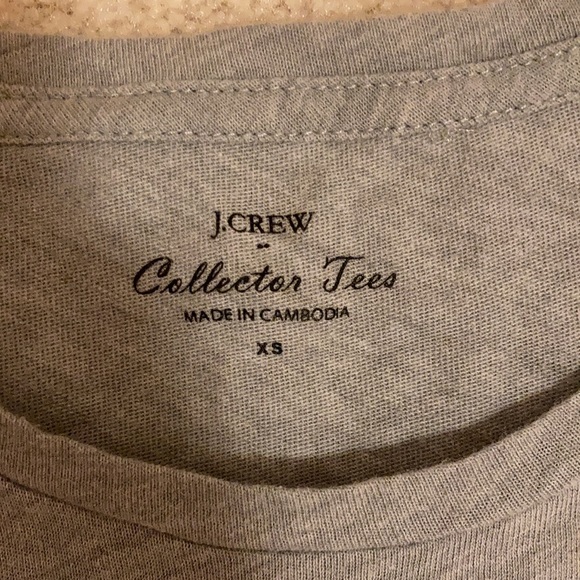 J.CREW
Collector Tees
MADE IN CAMBODIA
XS